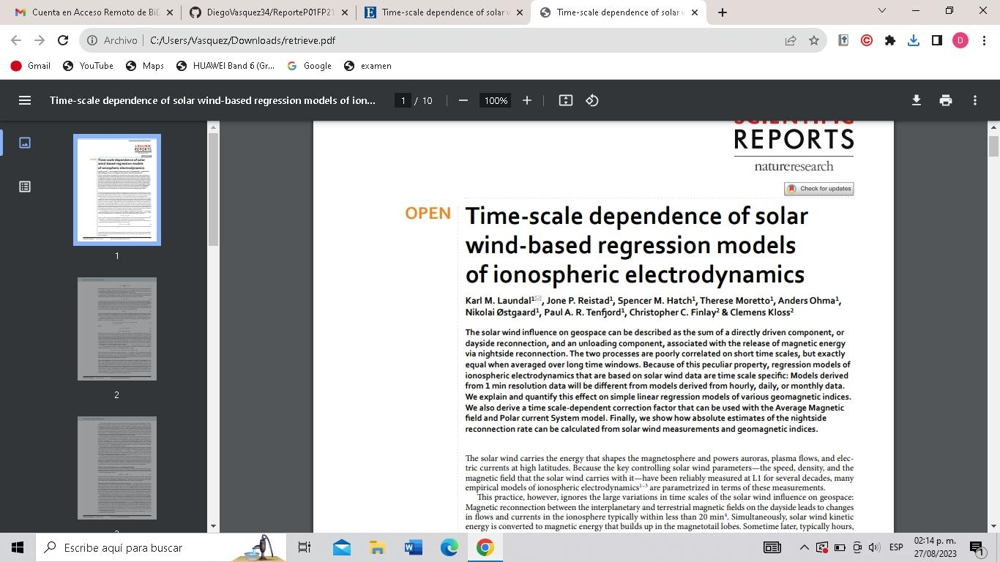 Cuenta en Acceso Remoto de BiD
DiegoVasquez34/ReporteP01FP21
Time-scale dependence of solar w
Time-scale dependence of solar w
Archivo
C:/Users/Vasquez/Downloads/retrieve.pdf
D
Gmail
YouTube
Maps
HUAWEI Band 6 (Gr...
Google
examen
Time-scale dependence of solar wind-based regression models of ion...
1 / 10
100%
SCIENTIFIC
REPORTS
natureresearch
Check for updates
OPEN
Time-scale dependence of solar
wind-based regression models
of ionospheric electrodynamics
Karl M. Laundal1✉, Jone P. Reistad1, Spencer M. Hatch1, Therese Moretto1, Anders Ohma1,
Nikolai Østgaard1, Paul A. R. Tenfjord1, Christopher C. Finlay2 & Clemens Kloss2
The solar wind influence on geospace can be described as the sum of a directly driven component, or
dayside reconnection, and an unloading component, associated with the release of magnetic energy
via nightside reconnection. The two processes are poorly correlated on short time scales, but exactly
equal when averaged over long time windows. Because of this peculiar property, regression models of
ionospheric electrodynamics that are based on solar wind data are time scale specific: Models derived
from 1 min resolution data will be different from models derived from hourly, daily, or monthly data.
We explain and quantify this effect on simple linear regression models of various geomagnetic indices.
We also derive a time scale-dependent correction factor that can be used with the Average Magnetic
field and Polar current System model. Finally, we show how absolute estimates of the nightside
reconnection rate can be calculated from solar wind measurements and geomagnetic indices.
The solar wind carries the energy that shapes the magnetosphere and powers auroras, plasma flows, and elec-
tric currents at high latitudes. Because the key controlling solar wind parameters—the speed, density, and the
magnetic field that the solar wind carries with it—have been reliably measured at L1 for several decades, many
empirical models of ionospheric electrodynamics1–3 are parametrized in terms of these measurements.
This practice, however, ignores the large variations in time scales of the solar wind influence on geospace:
Magnetic reconnection between the interplanetary and terrestrial magnetic fields on the dayside leads to changes
in flows and currents in the ionosphere typically within less than 20 min4. Simultaneously, solar wind kinetic
energy is converted to magnetic energy that builds up in the magnetotail lobes. Sometime later, typically hours,
1
2
Escribe aquí para buscar
ESP
02:14 p. m.
27/08/2023
1